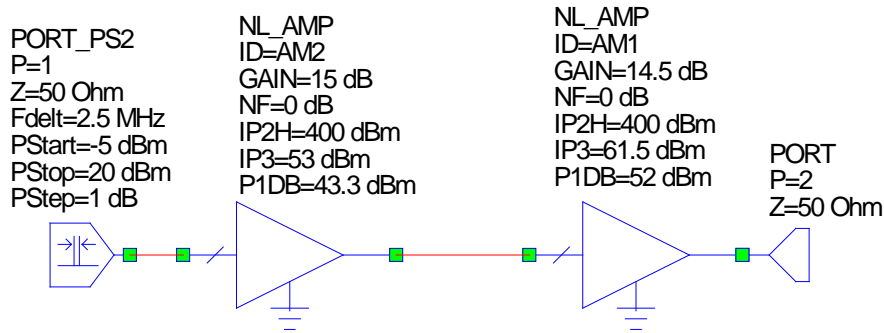 PORT_PS2
P=1
Z=50 Ohm
Fdelt=2.5 MHz
PStart=-5 dBm
PStop=20 dBm
PStep=1 dB
NL_AMP
ID=AM2
GAIN=15 dB
NF=0 dB
IP2H=400 dBm
IP3=53 dBm
P1DB=43.3 dBm
NL_AMP
ID=AM1
GAIN=14.5 dB
NF=0 dB
IP2H=400 dBm
IP3=61.5 dBm
P1DB=52 dBm
PORT
P=2
Z=50 Ohm